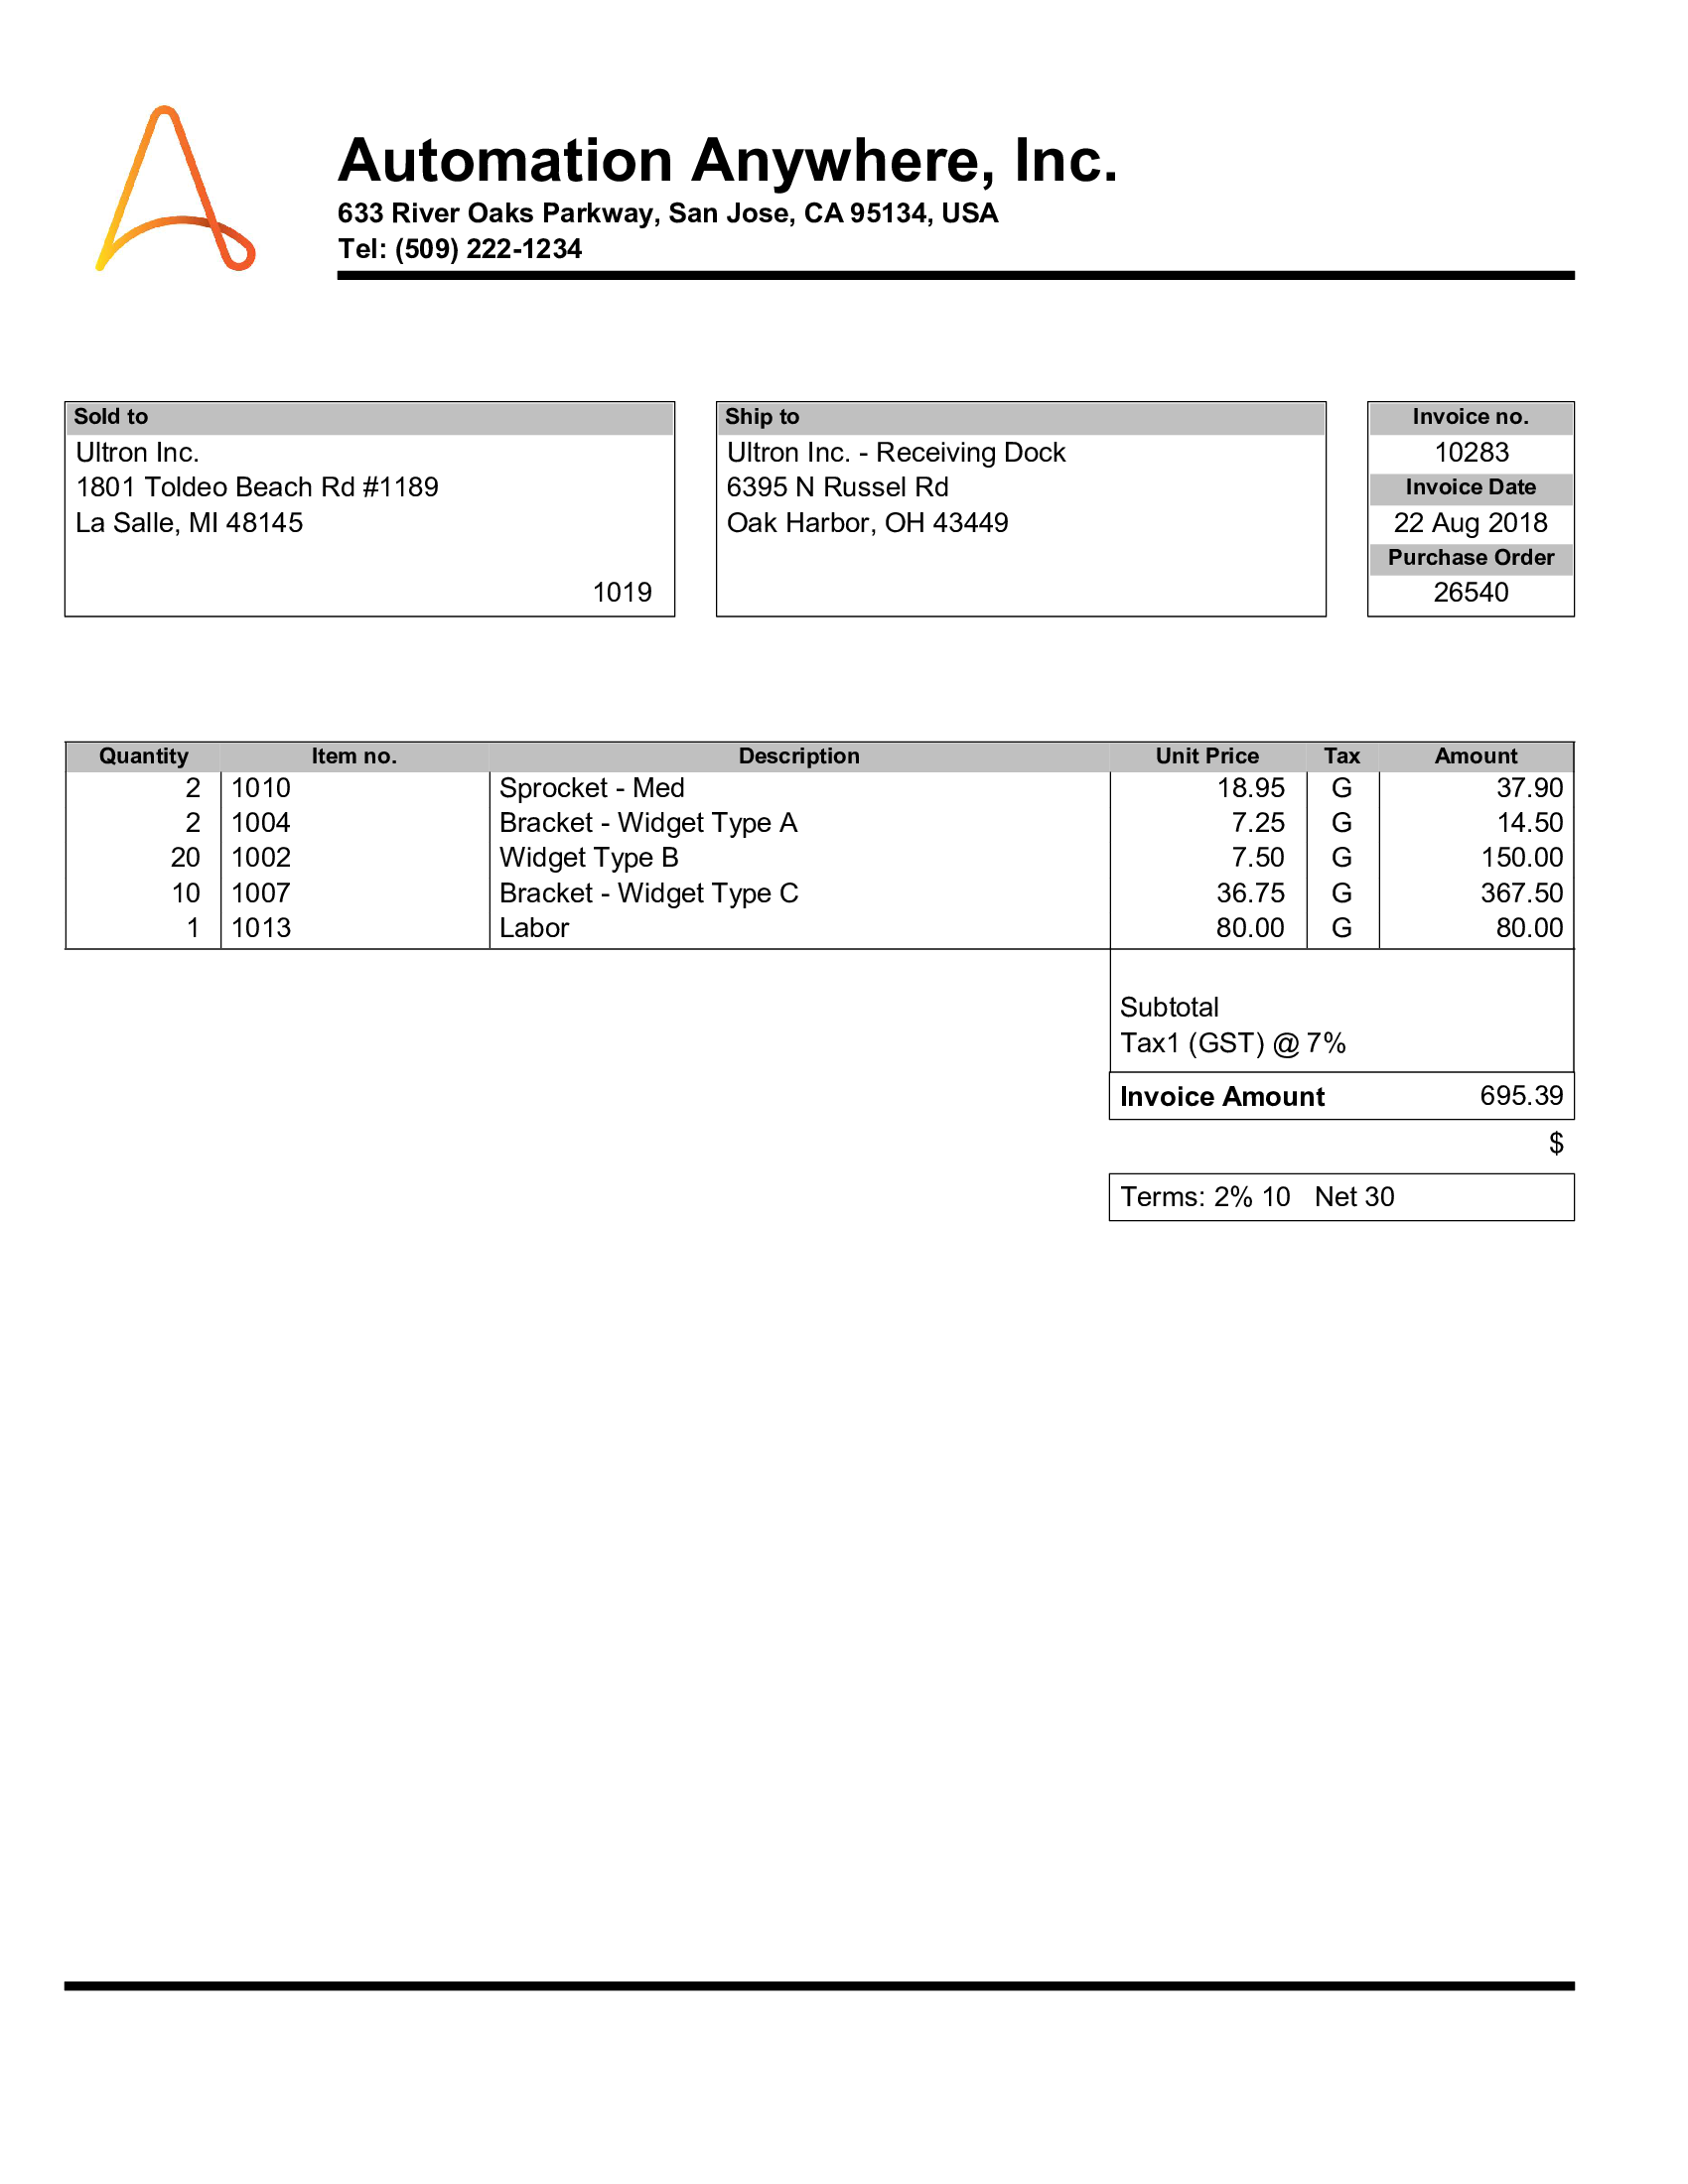 Automation Anywhere, Inc.
633 River Oaks Parkway, San Jose, CA 95134, USA
Tel: (509) 222-1234
Sold to
Ultron Inc.
1801 Toldeo Beach Rd #1189
La Salle, MI 48145
1019
Ship to
Ultron Inc. - Receiving Dock
6395 N Russel Rd
Oak Harbor, OH 43449
Invoice no.
10283
Invoice Date
22 Aug 2018
Purchase Order
26540
Quantity Item no. Description Unit Price Tax Amount
2 1010 Sprocket - Med 18.95 G 37.90
2 1004 Bracket - Widget Type A 7.25 G 14.50
20 1002 Widget Type B 7.50 G 150.00
10 1007 Bracket - Widget Type C 36.75 G 367.50
1 1013 Labor 80.00 G 80.00
Subtotal
Tax1 (GST) @ 7%
Invoice Amount 695.39
$
Terms: 2% 10 Net 30